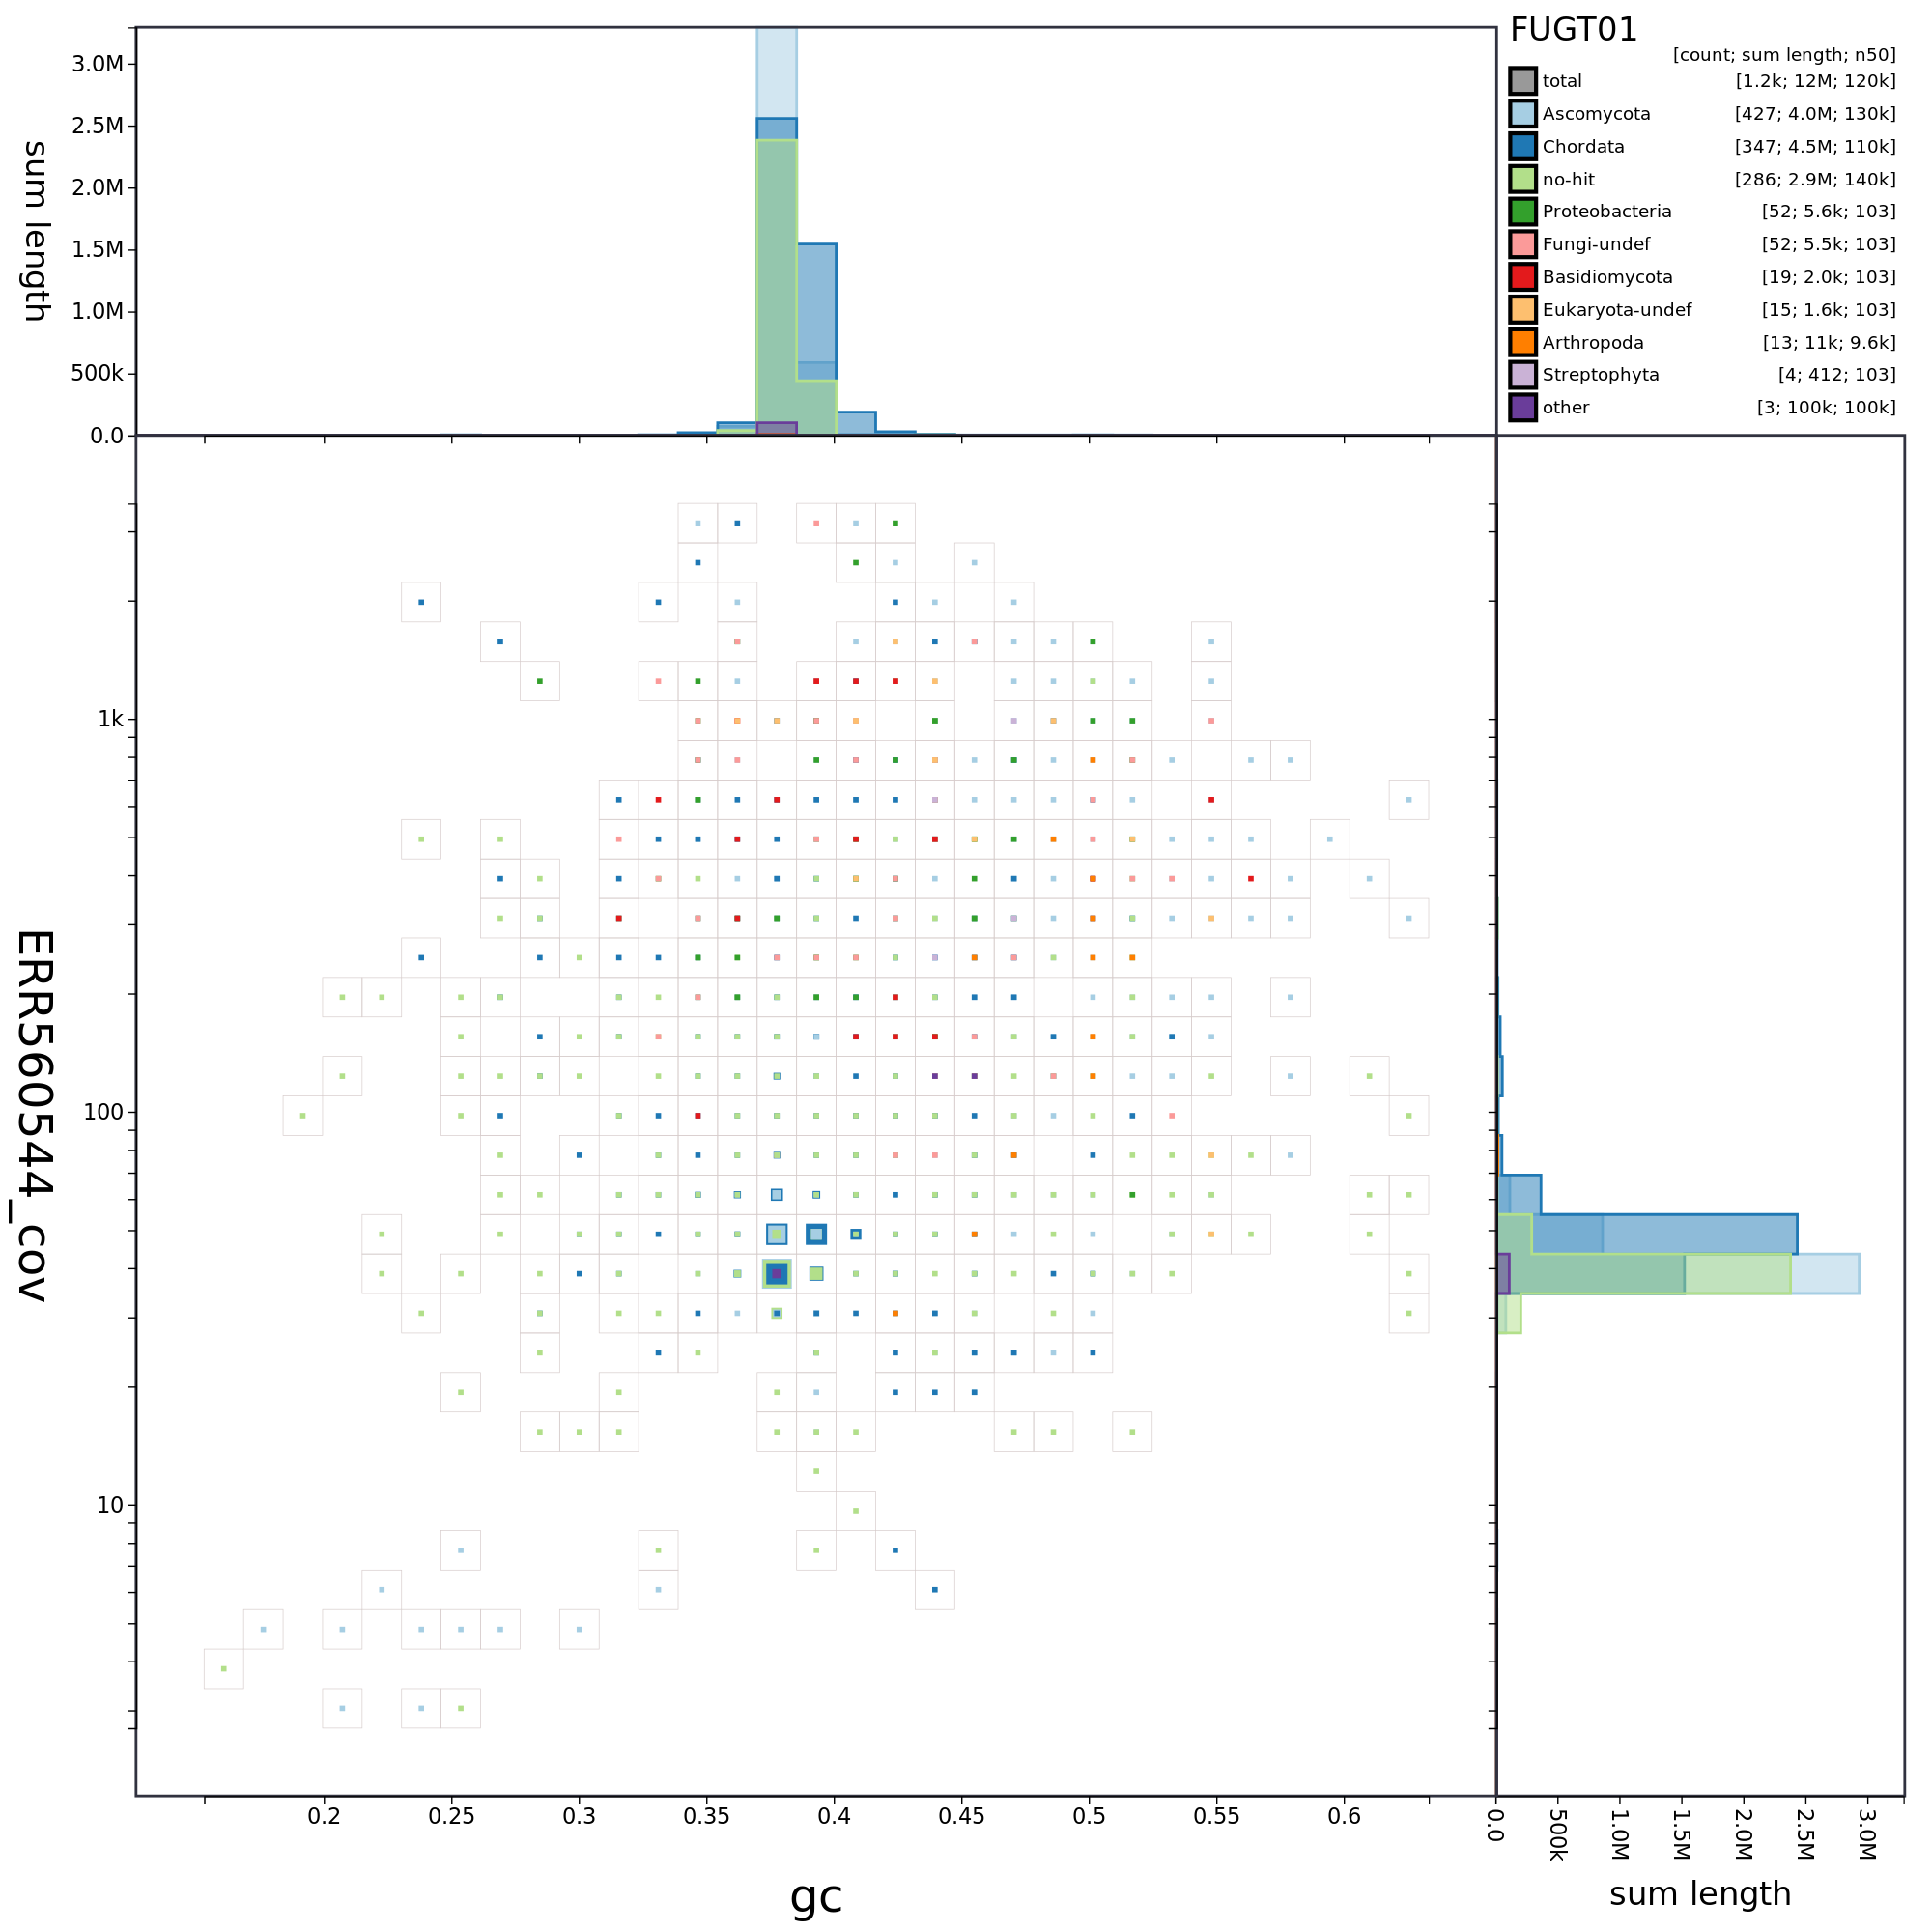 FUGT01
[count; sum length; n50]
total [1.2k; 12M; 120k]
Ascomycota [427; 4.0M; 130k]
Chordata [347; 4.5M; 110k]
no-hit [286; 2.9M; 140k]
Proteobacteria [52; 5.6k; 103]
Fungi-undef [52; 5.5k; 103]
Basidiomycota [19; 2.0k; 103]
Eukaryota-undef [15; 1.6k; 103]
Arthropoda [13; 11k; 9.6k]
Streptophyta [4; 412; 103]
other [3; 100k; 100k]
sum length
3.0M
2.5M
2.0M
1.5M
1.0M
500k
0.0
ERR560544_cov
1k
100
10
0.2 0.25 0.3 0.35 0.4 0.45 0.5 0.55 0.6
gc
0.0 500k 1.0M 1.5M 2.0M 2.5M 3.0M
sum length